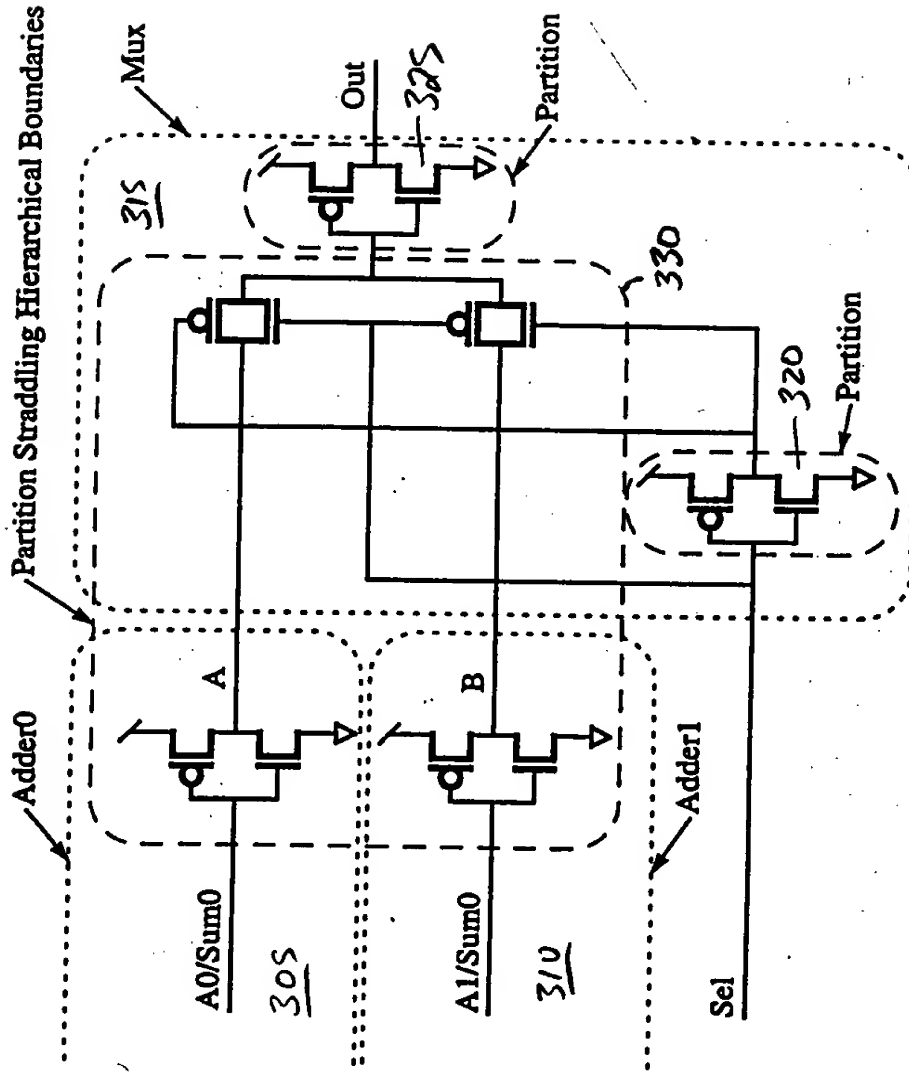 Partition Straddling Hierarchical Boundaries
Adder0
Mux
315
A0/Sum0
305
A
Out
325
Partition
330
A1/Sum0
310
B
320
Partition
Adder1
Sel